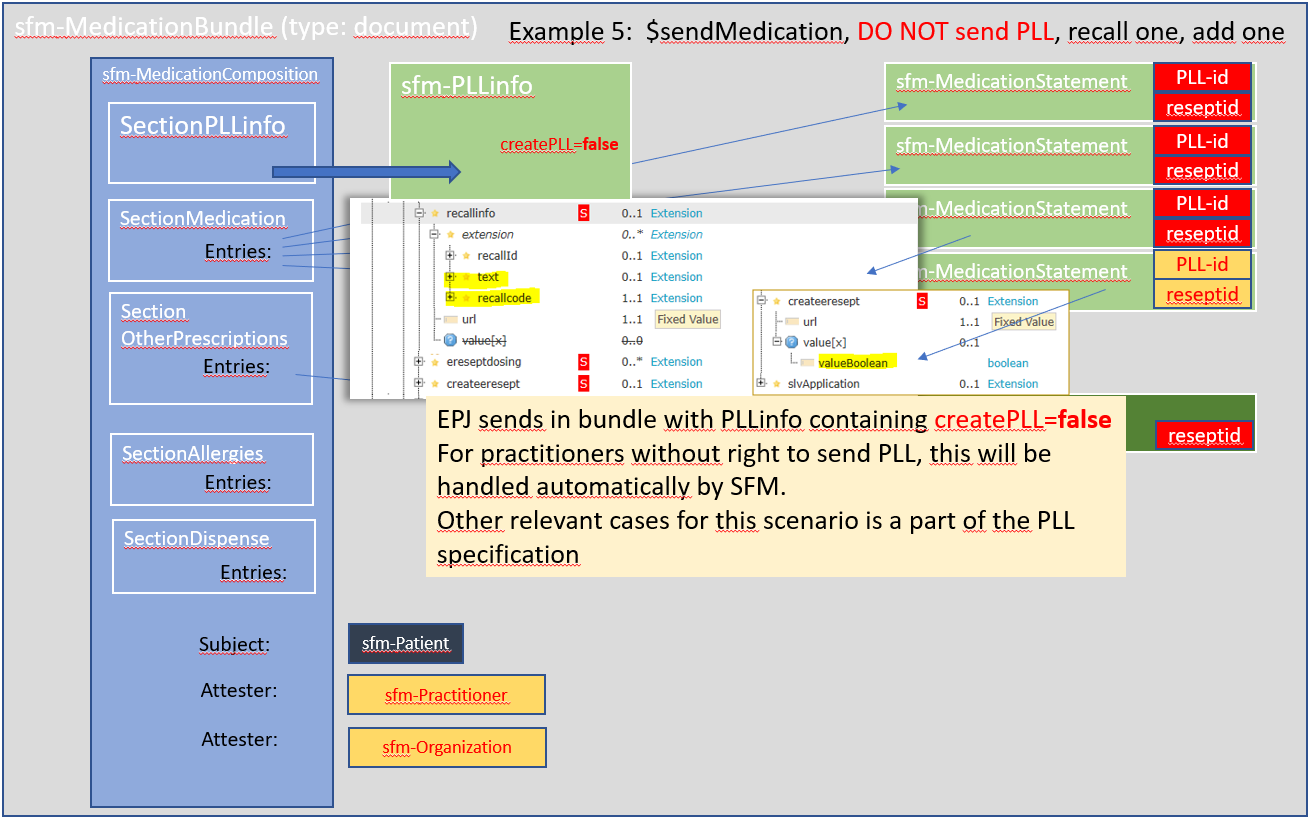 sfm-MedicationBundle (type: document)
Example 5: $sendMedication, DO NOT send PLL, recall one, add one
sfm-MedicationComposition
SectionPLLinfo
SectionMedication
Entries:
Section
OtherPrescriptions
Entries:
SectionAllergies
Entries:
SectionDispense
Entries:
Subject:
Attester:
Attester:
sfm-PLLinfo
createPLL=false
sfm-MedicationStatement
PLL-id
reseptid
sfm-MedicationStatement
PLL-id
reseptid
-MedicationStatement
PLL-id
reseptid
-MedicationStatement
PLL-id
reseptid
recallinfo S 0..1 Extension
extension 0..* Extension
recallId 0..1 Extension
text 0..1 Extension
recallcode 1..1 Extension
url 1..1 Fixed Value
value[x] 0..0
ereseptdosing S 0..* Extension
createeresept S 0..1 Extension
createeresept S 0..1 Extension
url 1..1 Fixed Value
value[x] 0..1
valueBoolean boolean
slvApplication 0..1 Extension
reseptid
EPJ sends in bundle with PLLinfo containing createPLL=false
For practitioners without right to send PLL, this will be
handled automatically by SFM.
Other relevant cases for this scenario is a part of the PLL
specification
sfm-Patient
sfm-Practitioner
sfm-Organization